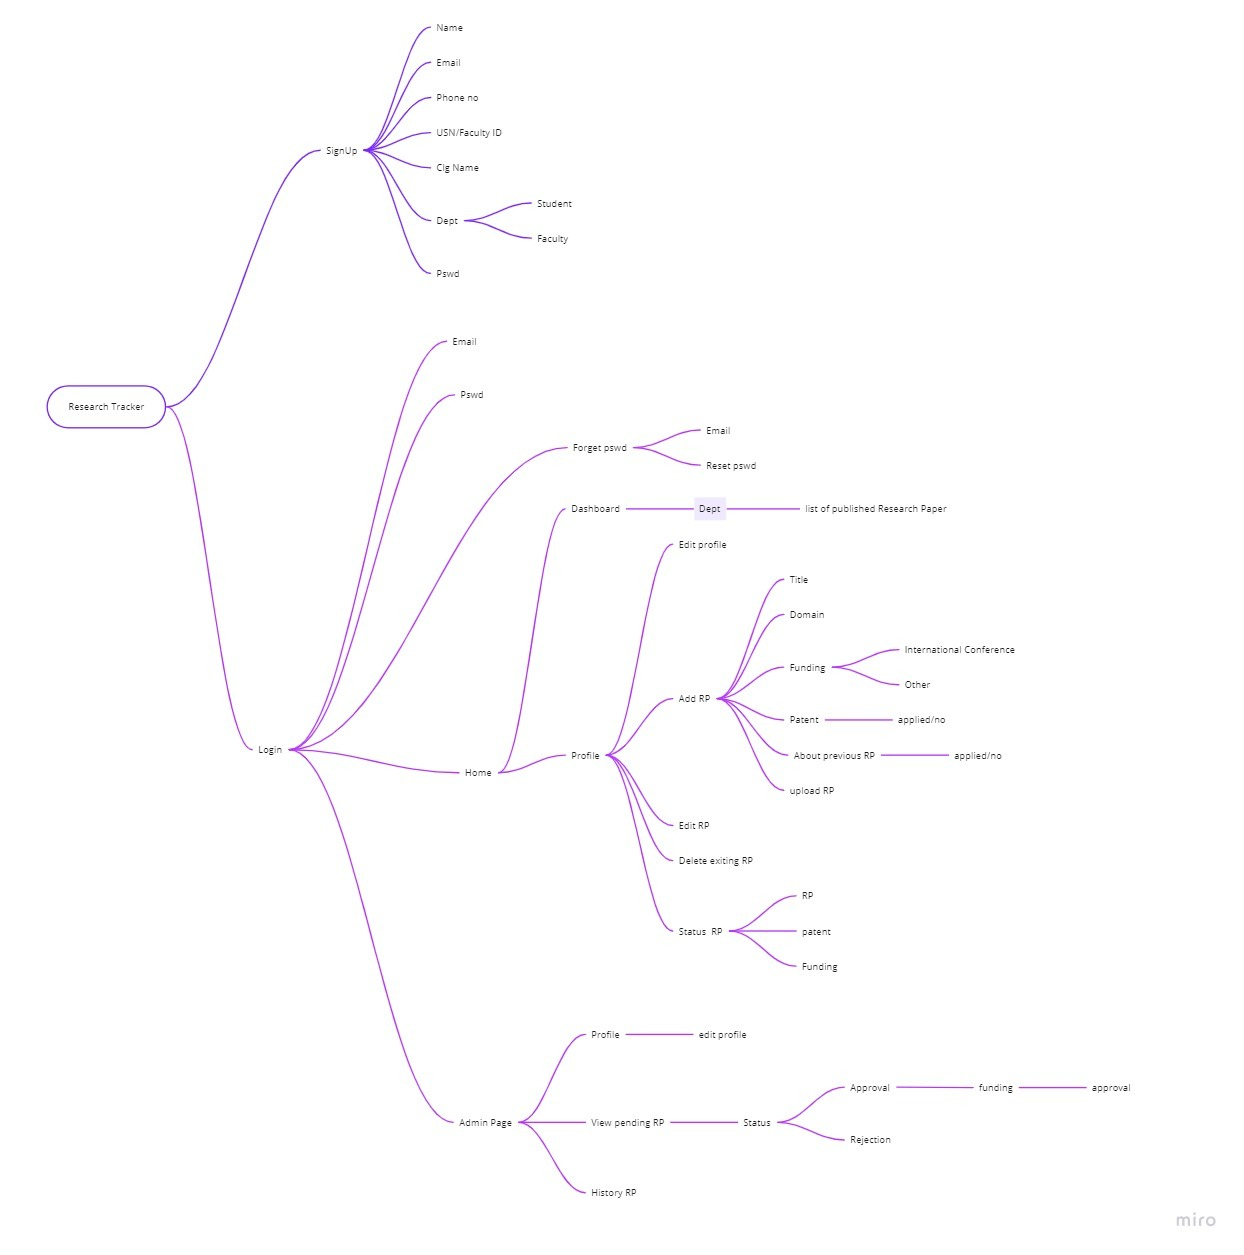 Name
Email
Phone no
USN/Faculty ID
SignUp
Clg Name
Student
Dept
Faculty
Pswd
Email
Pswd
Research Tracker
Email
Forget pswd
Reset pswd
Dashboard
Dept
list of published Research Paper
Edit profile
Title
Domain
International Conference
Funding
Other
Add RP
Patent
applied/no
Login
Profile
About previous RP
applied/no
Home
upload RP
Edit RP
Delete exiting RP
RP
Status RP
patent
Funding
Profile
edit profile
Approval
funding
approval
Admin Page
View pending RP
Status
Rejection
History RP
miro